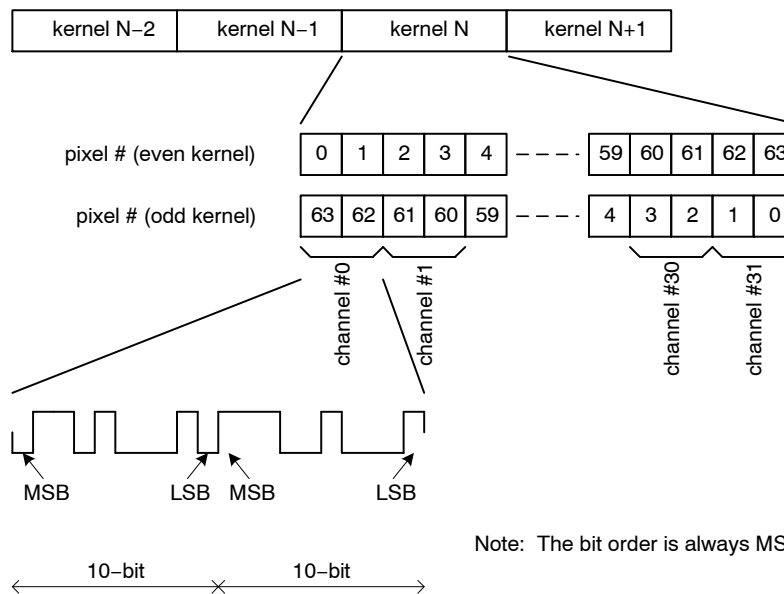 kernel N−2 kernel N−1 kernel N kernel N+1
pixel # (even kernel) 0 1 2 3 4 59 60 61 62 63
pixel # (odd kernel) 63 62 61 60 59 4 3 2 1 0
channel #0 channel #1 channel #30 channel #31
MSB LSB MSB LSB
Note: The bit order is always MS
10−bit 10−bit